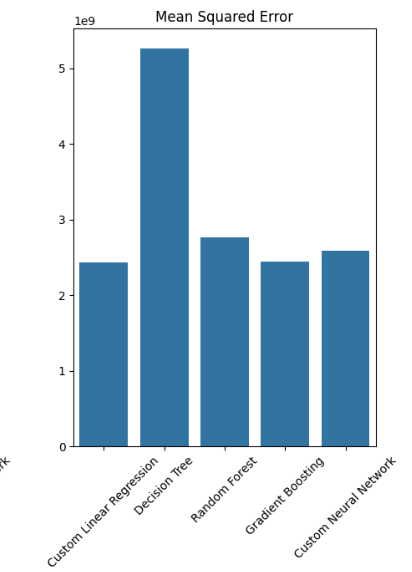 Mean Squared Error
1e9
5
4
3
2
1
0
Custom Linear Regression
Decision Tree
Random Forest
Gradient Boosting
Custom Neural Network